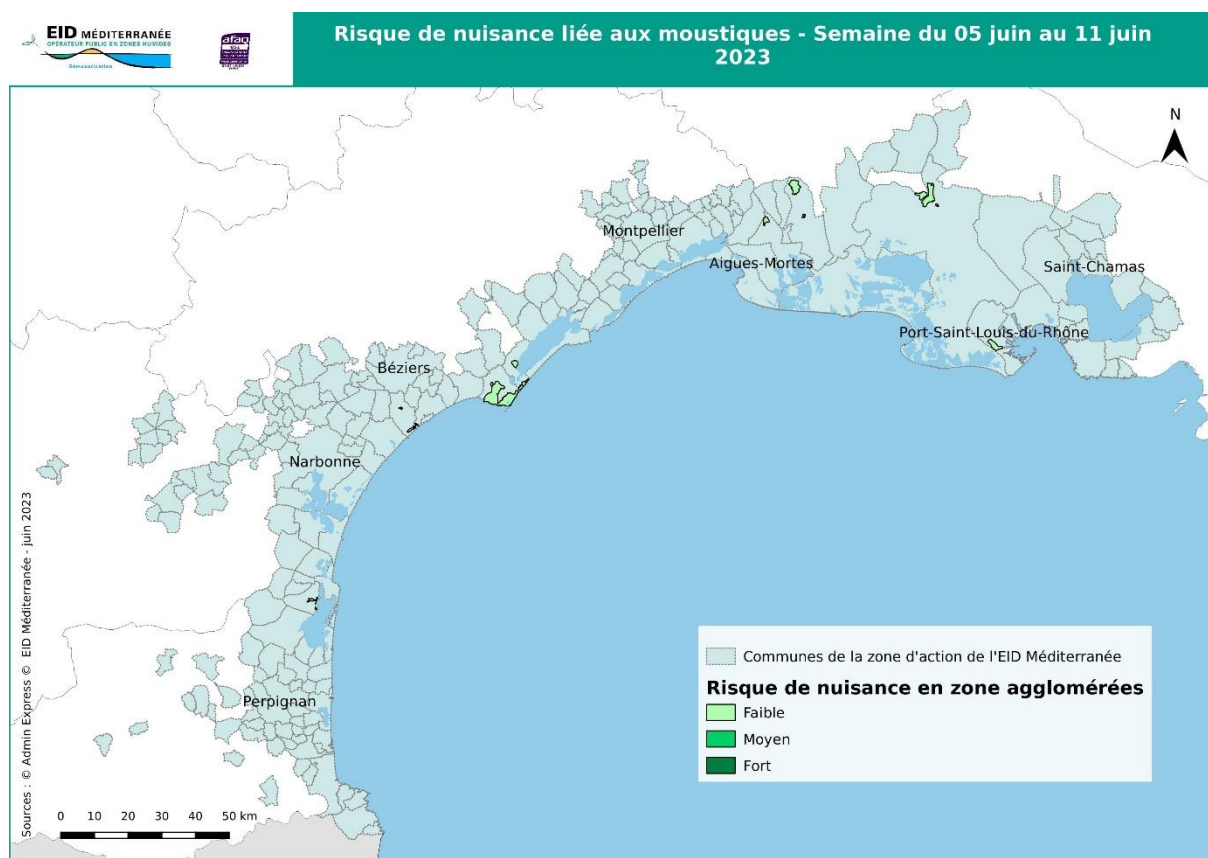 EID MÉDITERRANÉE
OPÉRATEUR PUBLIC EN ZONES HUMIDES
Démoustication
afaq
Risque de nuisance liée aux moustiques - Semaine du 05 juin au 11 juin
2023
N
Montpellier
Aigues-Mortes
Saint-Chamas
Port-Saint-Louis-du-Rhône
Béziers
Narbonne
Perpignan
Communes de la zone d'action de l'EID Méditerranée
Risque de nuisance en zone agglomérées
Faible
Moyen
Fort
0 10 20 30 40 50 km
Sources : © Admin Express © EID Méditerranée - juin 2023